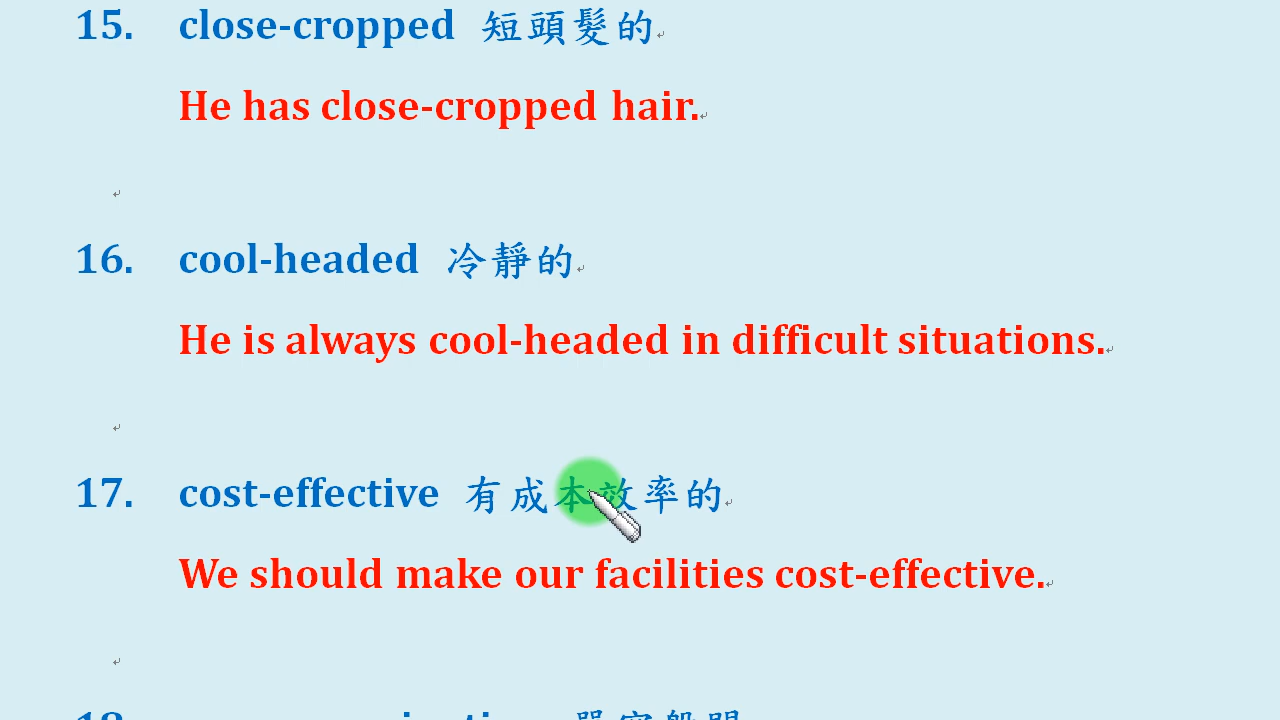 15. close-cropped 短頭髮的
He has close-cropped hair.
16. cool-headed 冷靜的
He is always cool-headed in difficult situations.
17. cost-effective 有成本效率的
We should make our facilities cost-effective.
18.